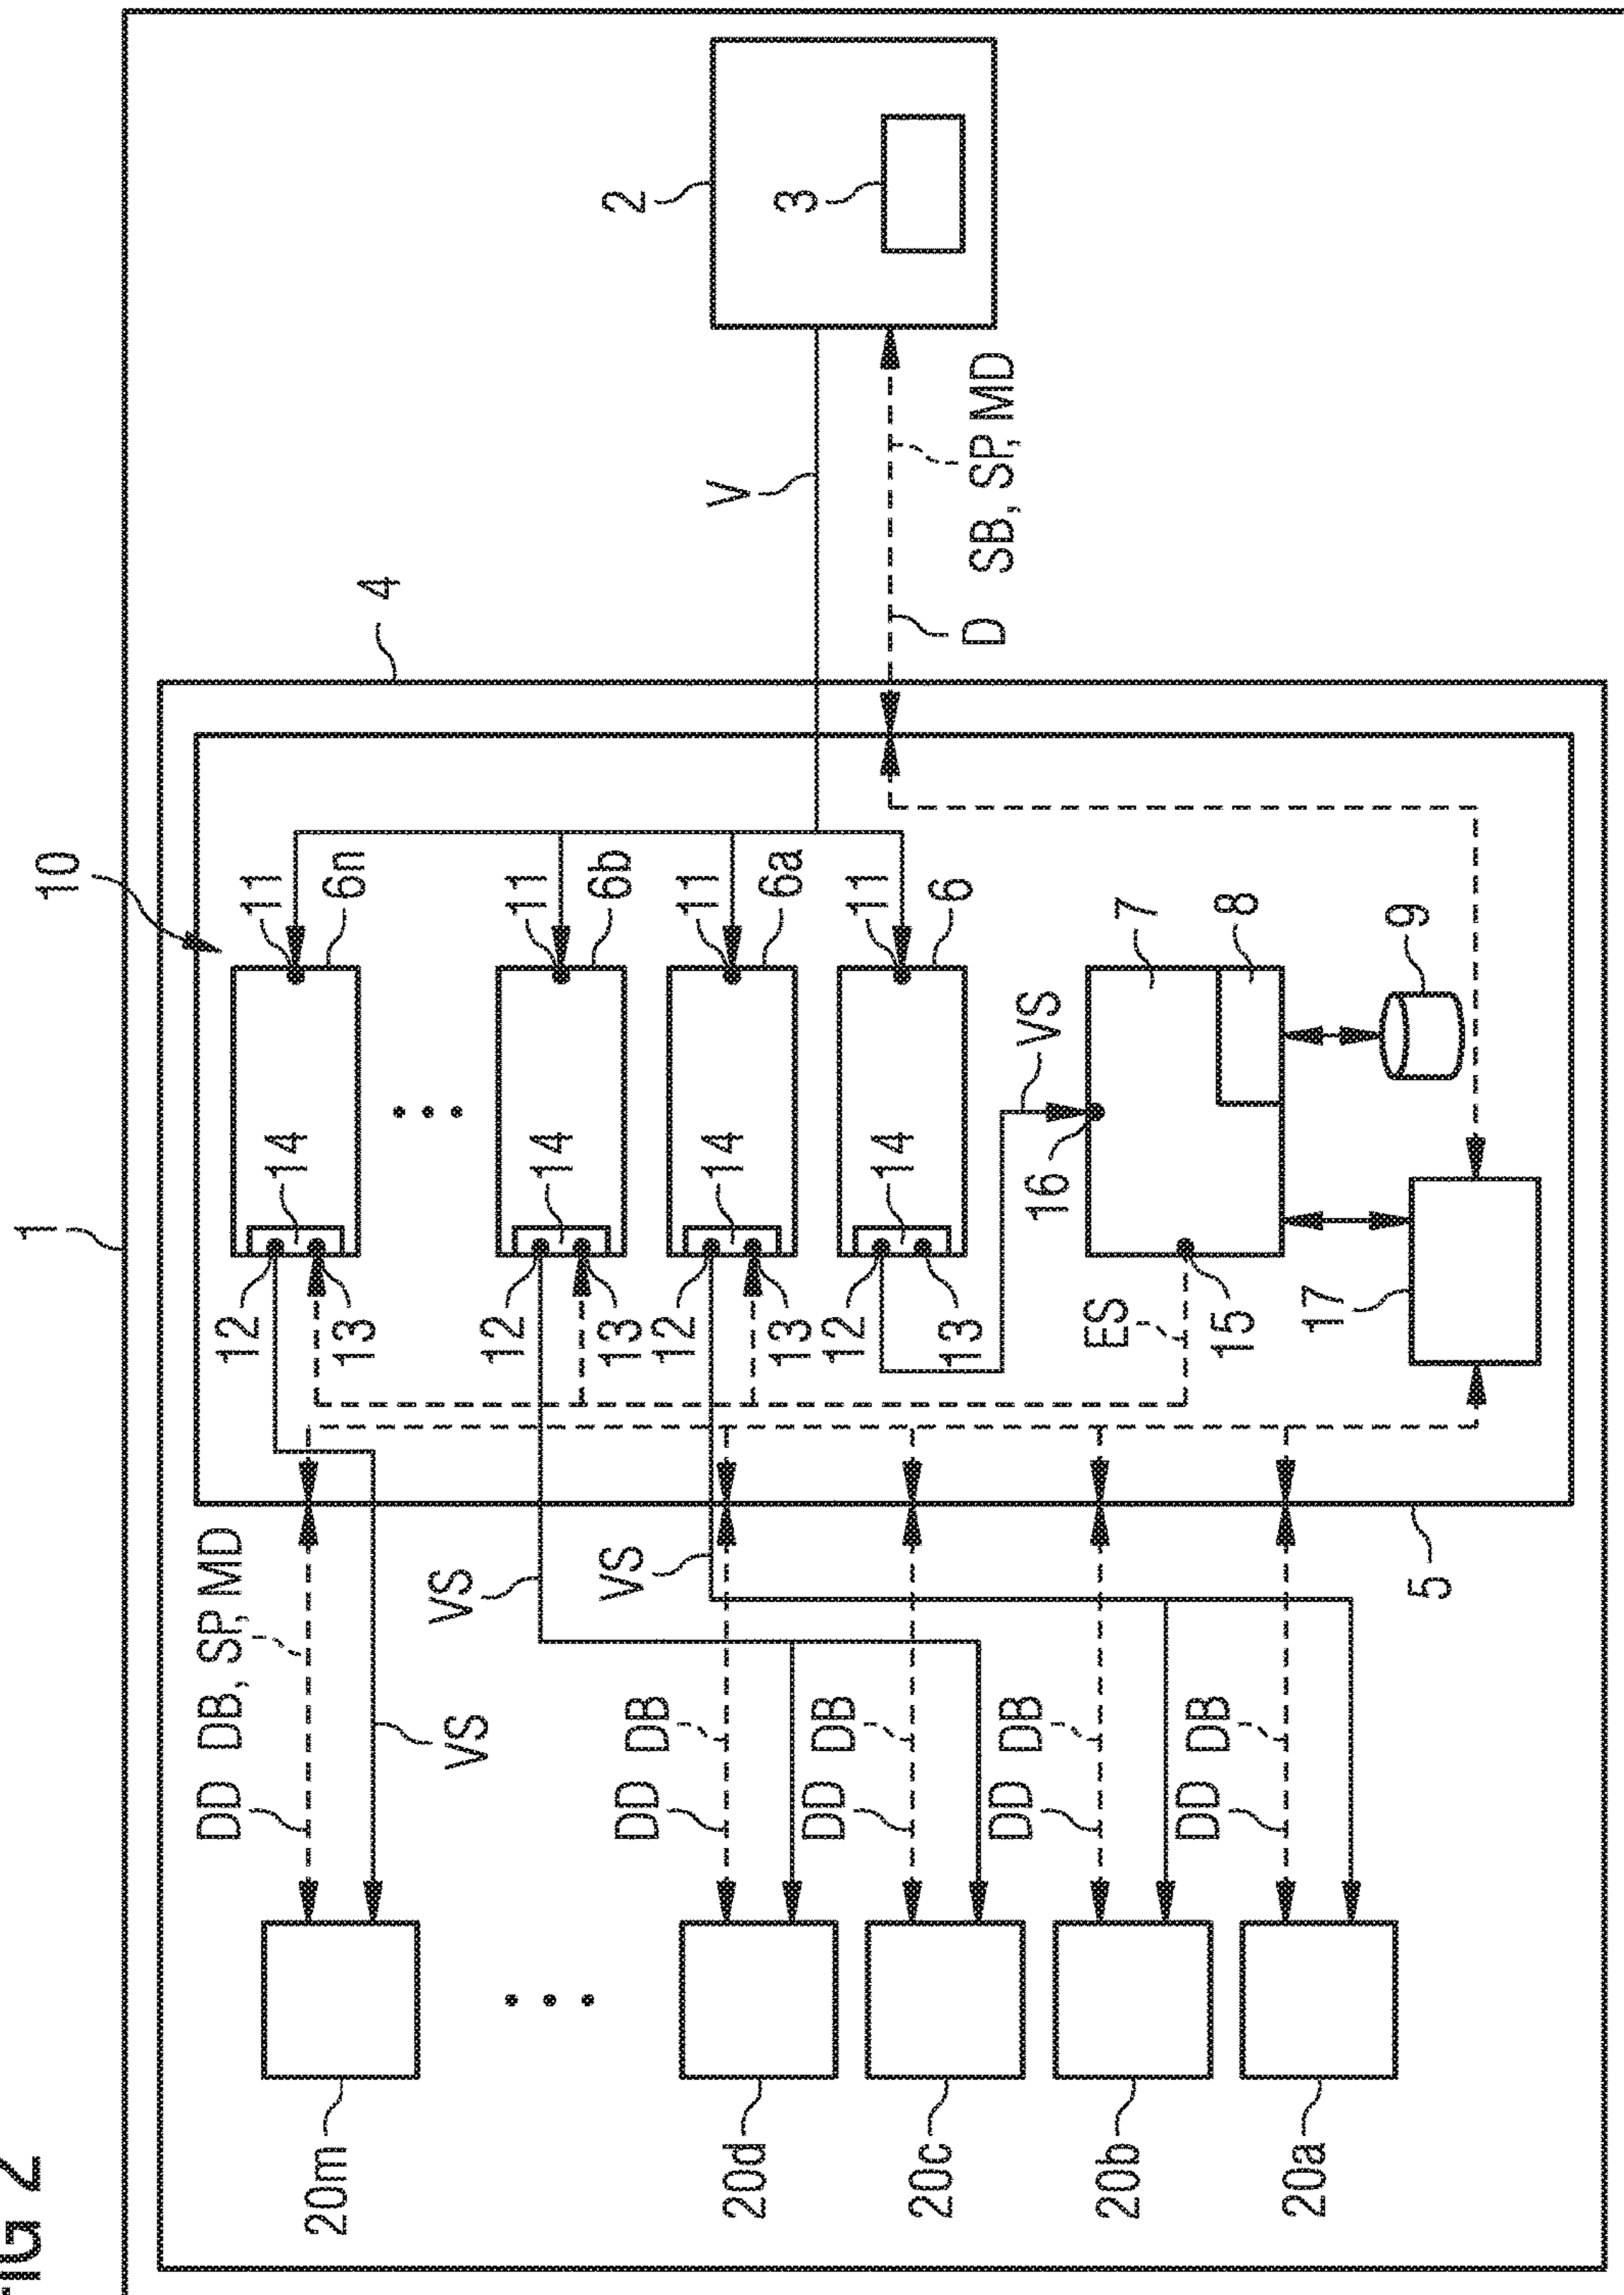 FIG 2
1
10
DD DB, SP, MD
12
11
14
20m
13
6n
4
VS
VS
12
11
14
VS
13
6b
2
DD DB
12
11
14
V
20d
13
6a
3
DD DB
12
11
14
20c
13
6
D SB, SP, MD
DD DB
VS
16
ES
20b
7
DD DB
15
8
20a
17
9
5